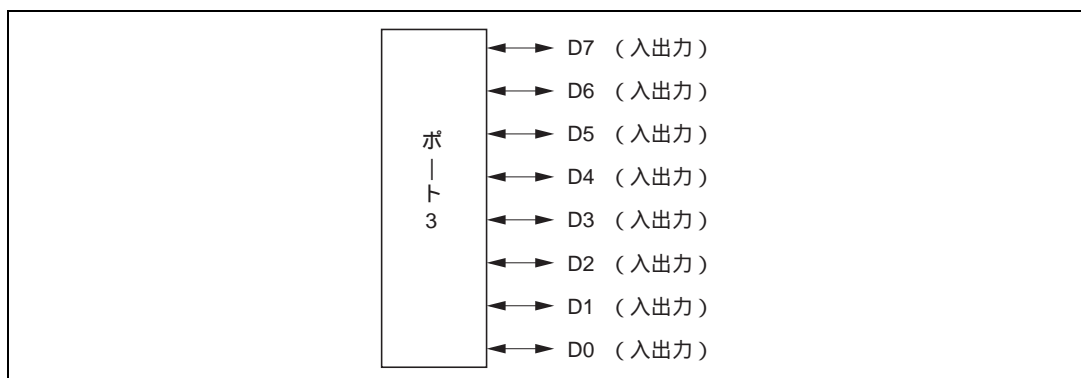 ポート3
D7 （入出力）
D6 （入出力）
D5 （入出力）
D4 （入出力）
D3 （入出力）
D2 （入出力）
D1 （入出力）
D0 （入出力）